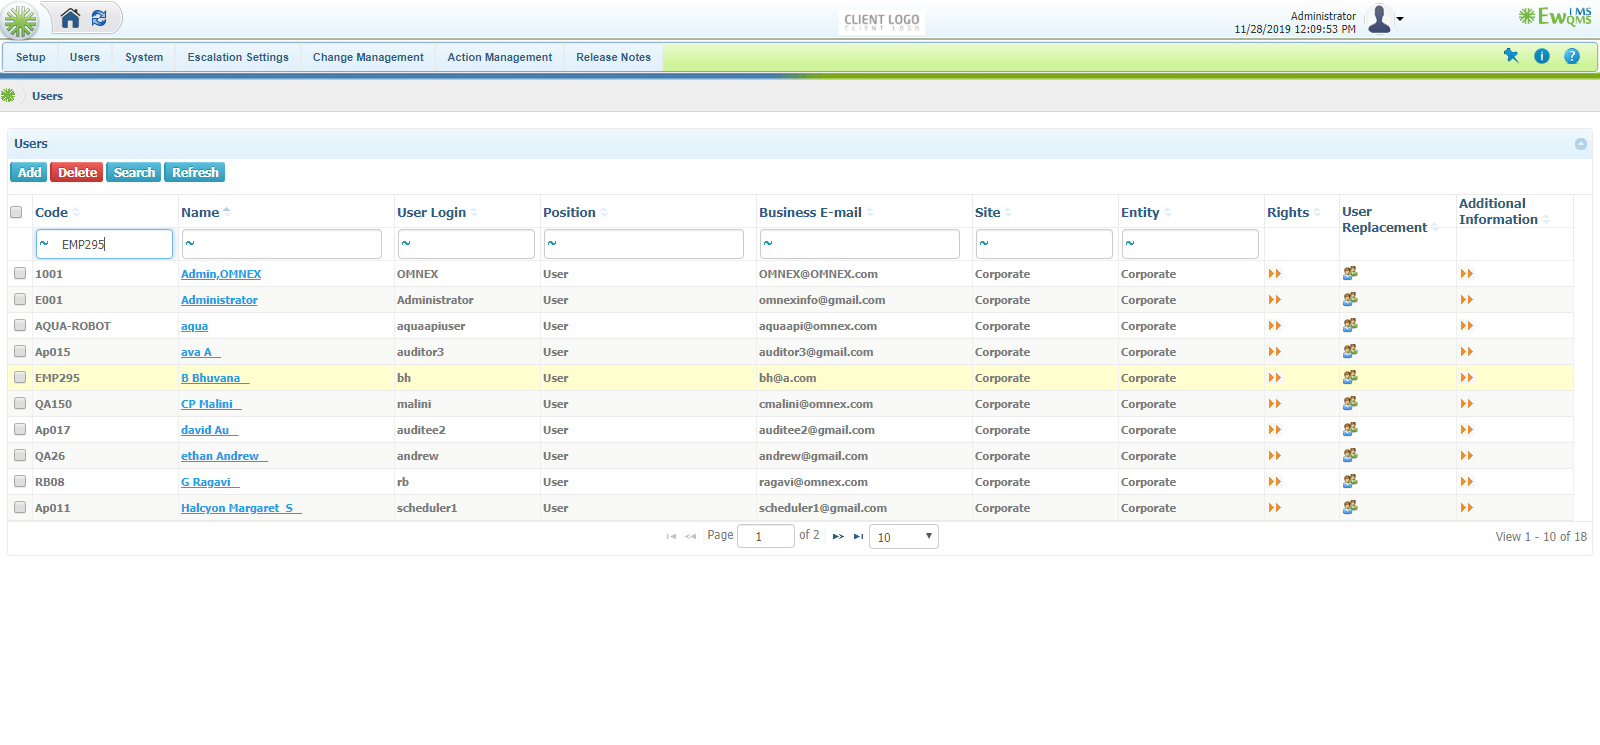 CLIENT LOGO
CLIENT LOGO
Administrator
11/28/2019 12:09:53 PM
EwIMS
QMS
Setup Users System Escalation Settings Change Management Action Management Release Notes
Users
Users
Add Delete Search Refresh
Code Name User Login Position Business E-mail Site Entity Rights User Replacement Additional Information
~ EMP295 ~ ~ ~ ~ ~ ~
1001 Admin,OMNEX OMNEX User OMNEX@OMNEX.com Corporate Corporate
E001 Administrator Administrator User omnexinfo@gmail.com Corporate Corporate
AQUA-ROBOT aqua aquaapiuser User aquaapi@omnex.com Corporate Corporate
Ap015 ava A auditor3 User auditor3@gmail.com Corporate Corporate
EMP295 B Bhuvana bh User bh@a.com Corporate Corporate
QA150 CP Malini malini User cmalini@omnex.com Corporate Corporate
Ap017 david Au auditee2 User auditee2@gmail.com Corporate Corporate
QA26 ethan Andrew andrew User andrew@gmail.com Corporate Corporate
RB08 G Ragavi rb User ragavi@omnex.com Corporate Corporate
Ap011 Halcyon Margaret S scheduler1 User scheduler1@gmail.com Corporate Corporate
Page 1 of 2 10 View 1 - 10 of 18